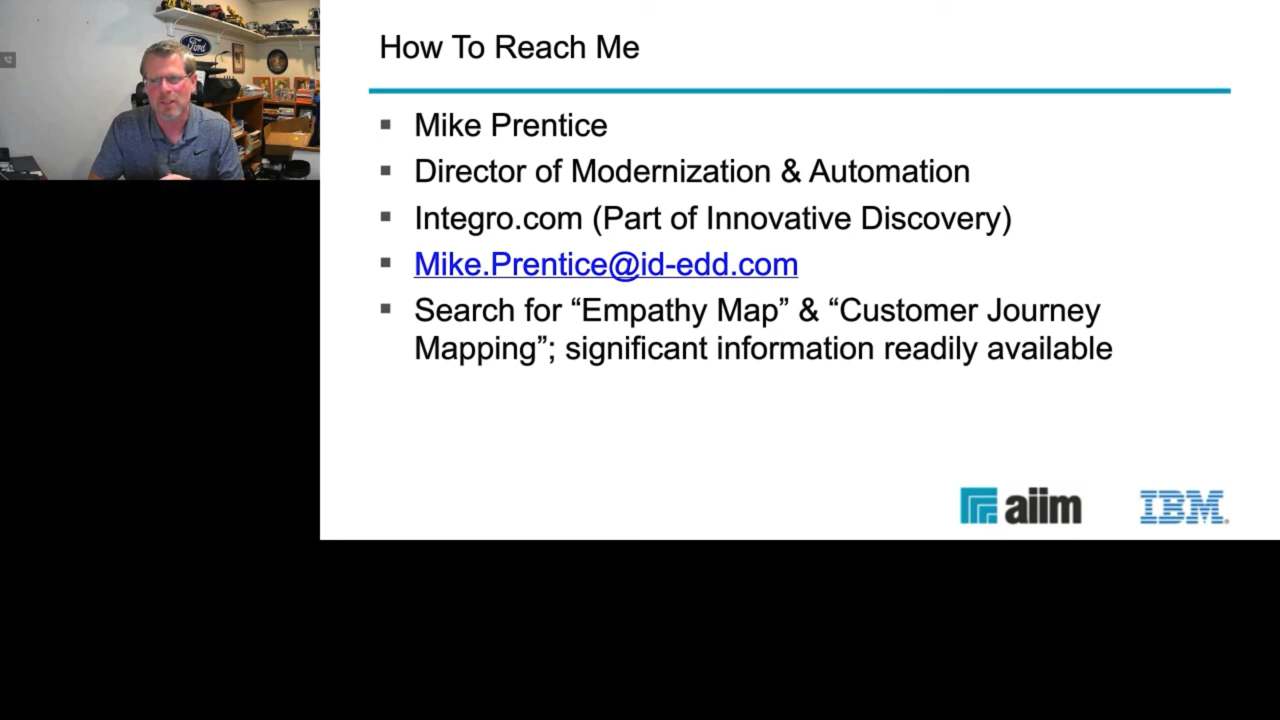 Ford
How To Reach Me
Mike Prentice
Director of Modernization & Automation
Integro.com (Part of Innovative Discovery)
Mike.Prentice@id-edd.com
Search for “Empathy Map” & “Customer Journey
Mapping”; significant information readily available
aiim
IBM